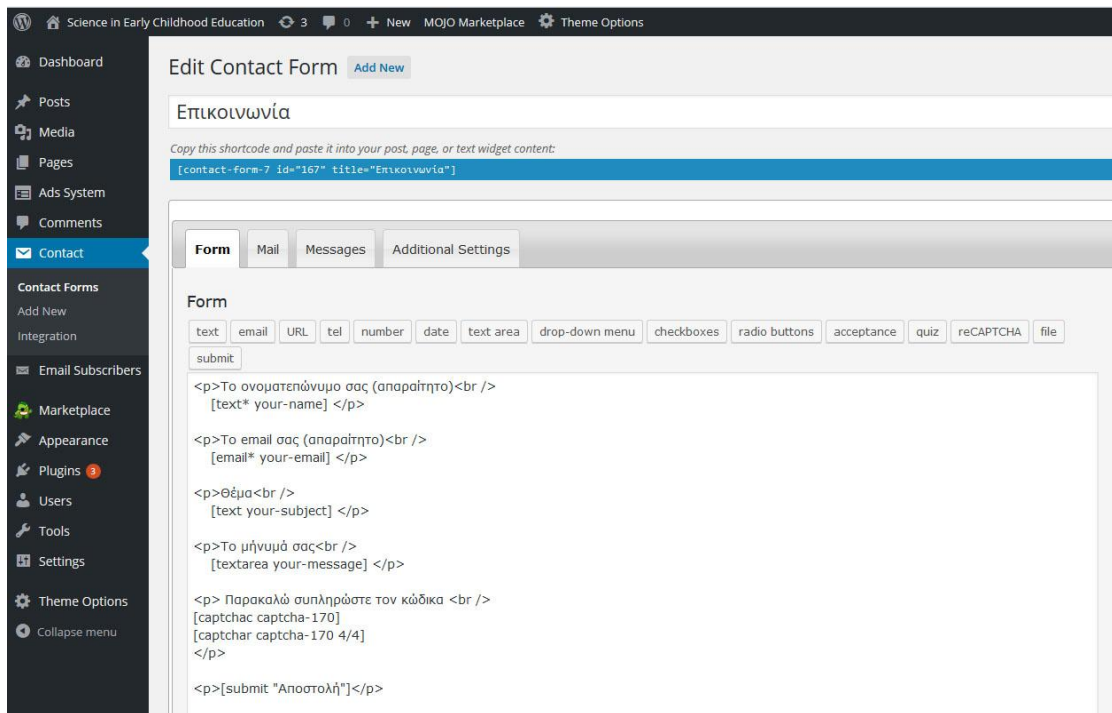 Science in Early Childhood Education 3 0 + New MOJO Marketplace Theme Options
Dashboard
Posts
Media
Pages
Ads System
Comments
Contact
Contact Forms
Add New
Integration
Email Subscribers
Marketplace
Appearance
Plugins 3
Users
Tools
Settings
Theme Options
Collapse menu
Edit Contact Form Add New
Επικοινωνία
Copy this shortcode and paste it into your post, page, or text widget content:
[contact-form-7 id="167" title="Επικοινωνία"]
Form Mail Messages Additional Settings
Form
text email URL tel number date text area drop-down menu checkboxes radio buttons acceptance quiz reCAPTCHA file
submit
<p>Το ονοματεπώνυμο σας (απαραίτητο)<br />
[text* your-name] </p>
<p>Το email σας (απαραίτητο)<br />
[email* your-email] </p>
<p>Θέμα<br />
[text your-subject] </p>
<p>Το μήνυμά σας<br />
[textarea your-message] </p>
<p> Παρακαλώ συπληρώστε τον κώδικα <br />
[captchac captcha-170]
[captchar captcha-170 4/4]
</p>
<p>[submit "Αποστολή"]</p>